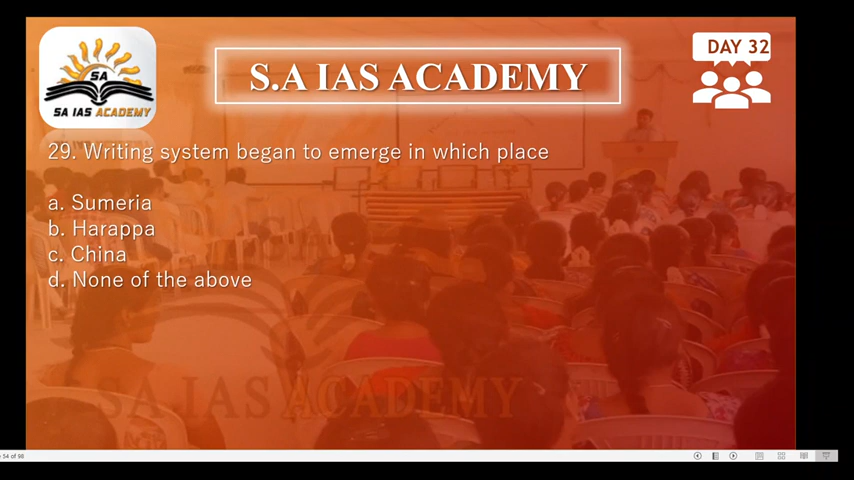 SA
SA IAS ACADEMY
S.A IAS ACADEMY
DAY 32
29. Writing system began to emerge in which place
a. Sumeria
b. Harappa
c. China
d. None of the above
SA IAS ACADEMY
54 of 98